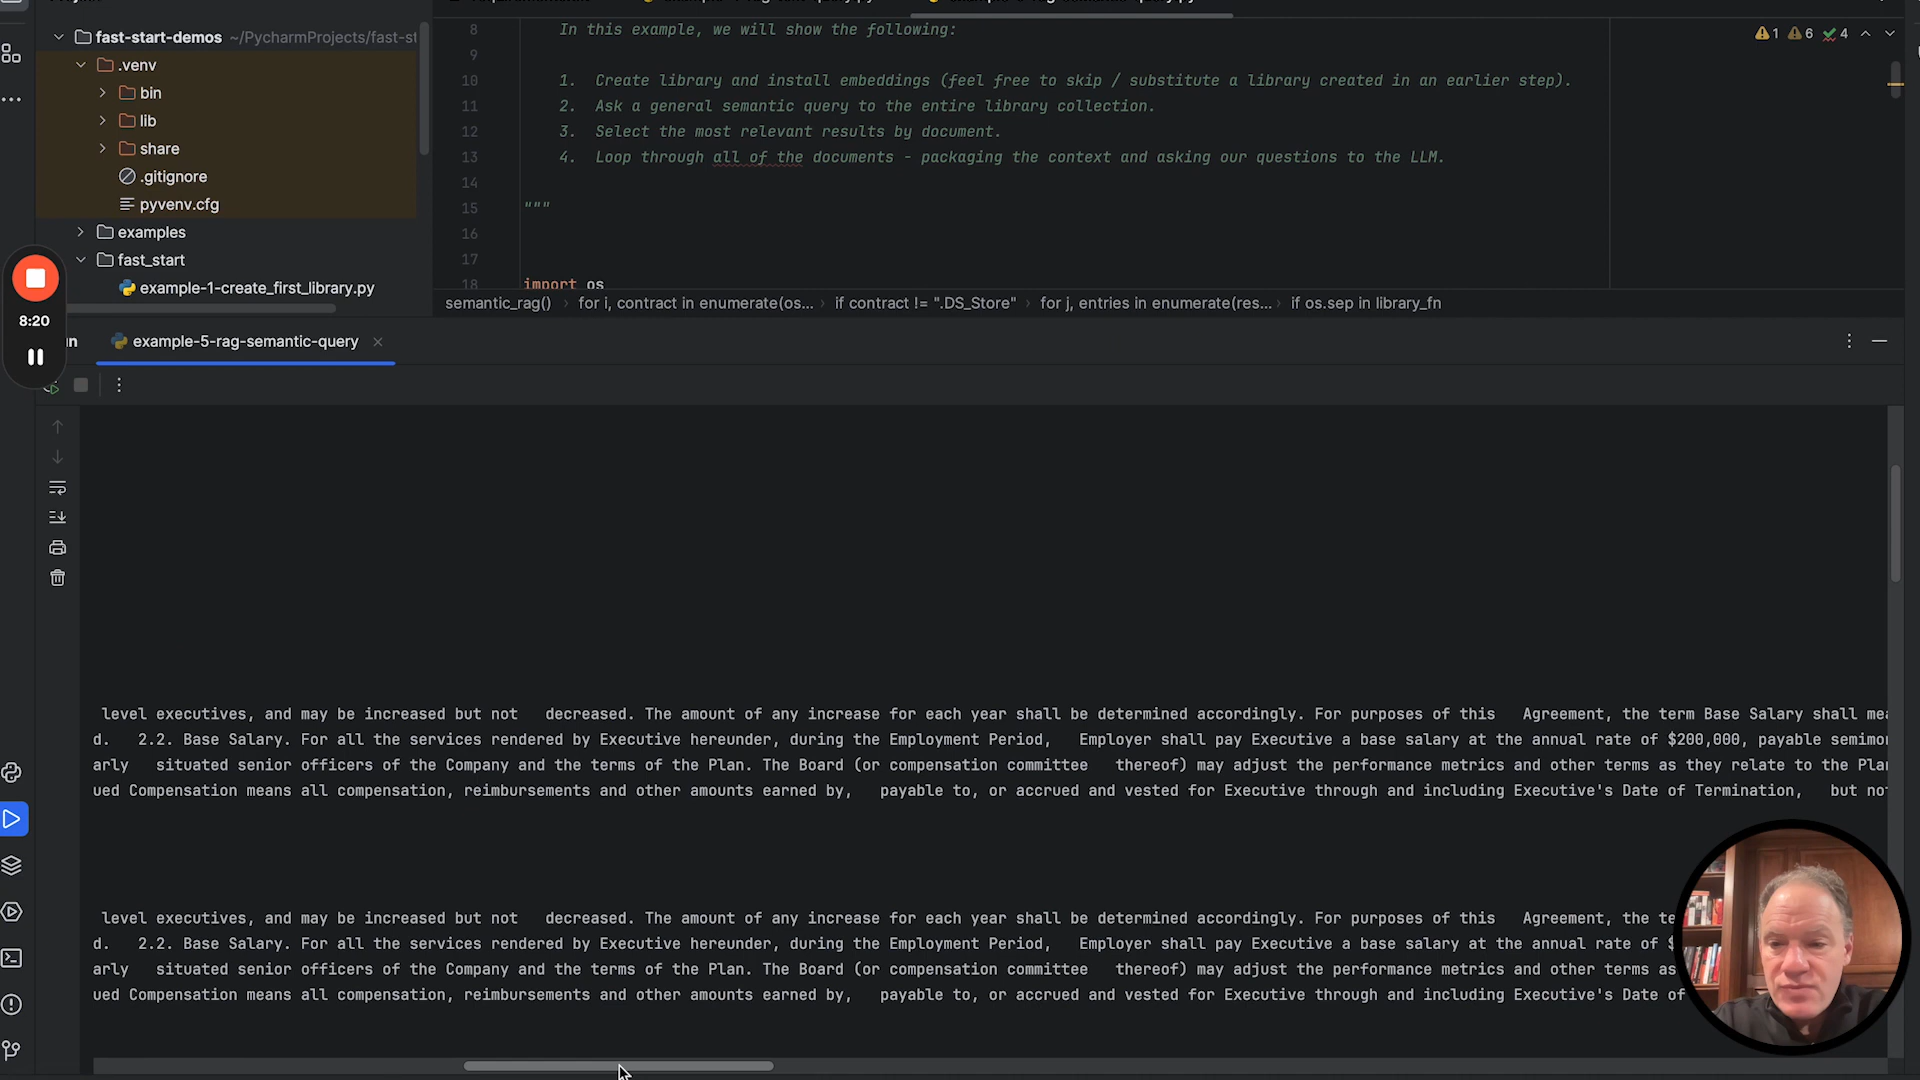 fast-start-demos ~/PycharmProjects/fast-st
.venv
bin
lib
share
.gitignore
pyvenv.cfg
examples
fast_start
example-1-create_first_library.py
8 In this example, we will show the following:
9
10 1. Create library and install embeddings (feel free to skip / substitute a library created in an earlier step).
11 2. Ask a general semantic query to the entire library collection.
12 3. Select the most relevant results by document.
13 4. Loop through all of the documents - packaging the context and asking our questions to the LLM.
14
15 """
16
17
18 import os
1 6 4
semantic_rag() › for i, contract in enumerate(os... › if contract != ".DS_Store" › for j, entries in enumerate(res... › if os.sep in library_fn
8:20
example-5-rag-semantic-query
level executives, and may be increased but not decreased. The amount of any increase for each year shall be determined accordingly. For purposes of this Agreement, the term Base Salary shall mea
d. 2.2. Base Salary. For all the services rendered by Executive hereunder, during the Employment Period, Employer shall pay Executive a base salary at the annual rate of $200,000, payable semimon
arly situated senior officers of the Company and the terms of the Plan. The Board (or compensation committee thereof) may adjust the performance metrics and other terms as they relate to the Plan
ued Compensation means all compensation, reimbursements and other amounts earned by, payable to, or accrued and vested for Executive through and including Executive's Date of Termination, but not
level executives, and may be increased but not decreased. The amount of any increase for each year shall be determined accordingly. For purposes of this Agreement, the te
d. 2.2. Base Salary. For all the services rendered by Executive hereunder, during the Employment Period, Employer shall pay Executive a base salary at the annual rate of $
arly situated senior officers of the Company and the terms of the Plan. The Board (or compensation committee thereof) may adjust the performance metrics and other terms as
ued Compensation means all compensation, reimbursements and other amounts earned by, payable to, or accrued and vested for Executive through and including Executive's Date of